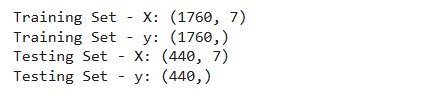 Training Set - X: (1760, 7)
Training Set - y: (1760,)
Testing Set - X: (440, 7)
Testing Set - y: (440,)